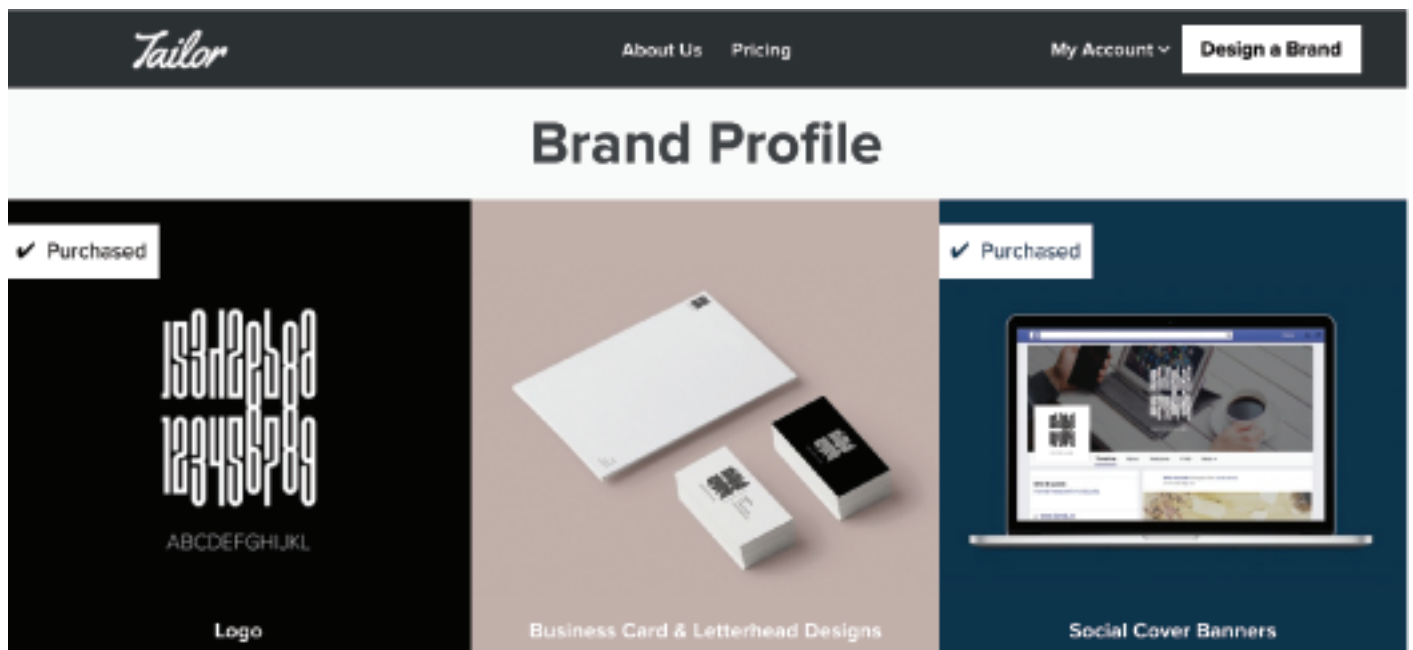 Tailor
About Us Pricing
My Account
Design a Brand
Brand Profile
✔ Purchased
123456789
ABCDEFGHIJKL
Logo
Business Card & Letterhead Designs
✔ Purchased
Social Cover Banners